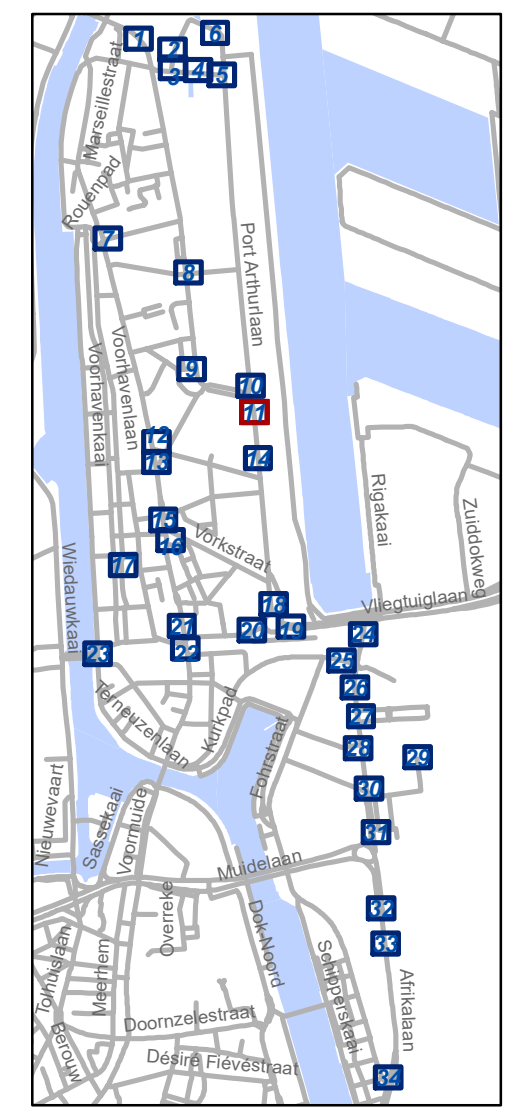 1
2
6
3
4
5
Marseillestraat
Rouenpad
7
8
Port Arthurlaan
Voorhavenlaan
Voorhavenkaai
9
10
11
12
13
14
Rigakaai
Zuiddokweg
15
16
Vorkstraat
17
Wiedauwkaai
18
Vliegtuiglaan
19
20
21
22
23
24
25
26
27
28
29
30
31
Terneuzenlaan
Kurkpad
Fohrstraat
Nieuwevaart
Sassekaai
Voormuide
Muidelaan
32
33
Overreke
Dok-Noord
Schipperskaai
Afrikalaan
Tolhuislaan
Meerhem
Berouw
Doornzelestraat
Désiré Fiévéstraat
34